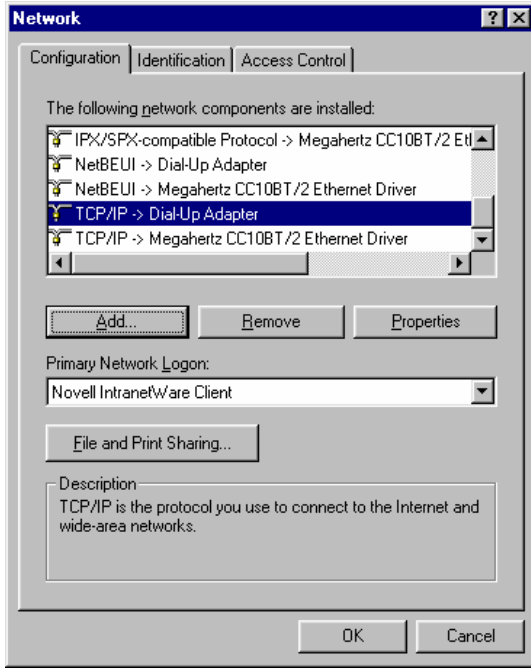 Network
Configuration Identification Access Control
The following network components are installed:
IPX/SPX-compatible Protocol -> Megahertz CC10BT/2 Etl
NetBEUI -> Dial-Up Adapter
NetBEUI -> Megahertz CC10BT/2 Ethernet Driver
TCP/IP -> Dial-Up Adapter
TCP/IP -> Megahertz CC10BT/2 Ethernet Driver
Add... Remove Properties
Primary Network Logon:
Novell IntranetWare Client
File and Print Sharing...
Description
TCP/IP is the protocol you use to connect to the Internet and
wide-area networks.
OK Cancel